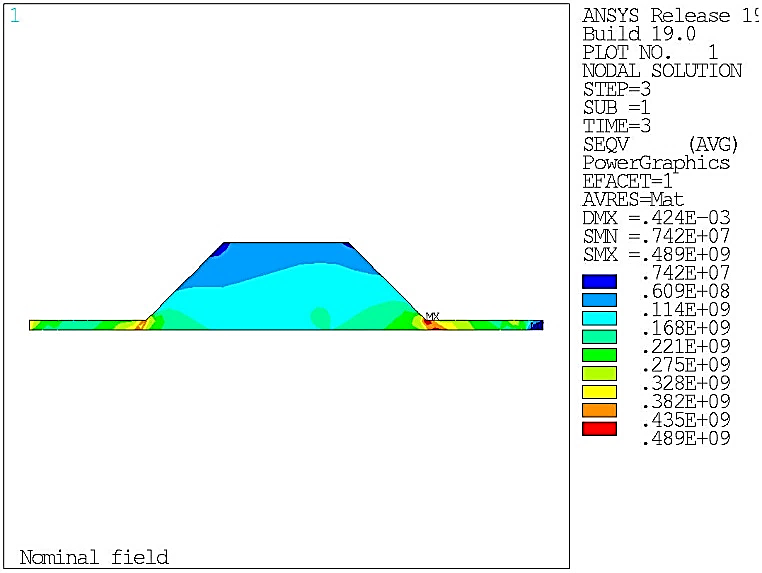 1
ANSYS Release 19
Build 19.0
PLOT NO. 1
NODAL SOLUTION
STEP=3
SUB =1
TIME=3
SEQV (AVG)
PowerGraphics
EFACET=1
AVRES=Mat
DMX =.424E-03
SMN =.742E+07
SMX =.489E+09
.742E+07
.609E+08
.114E+09
.168E+09
.221E+09
.275E+09
.328E+09
.382E+09
.435E+09
.489E+09
MX
Nominal field